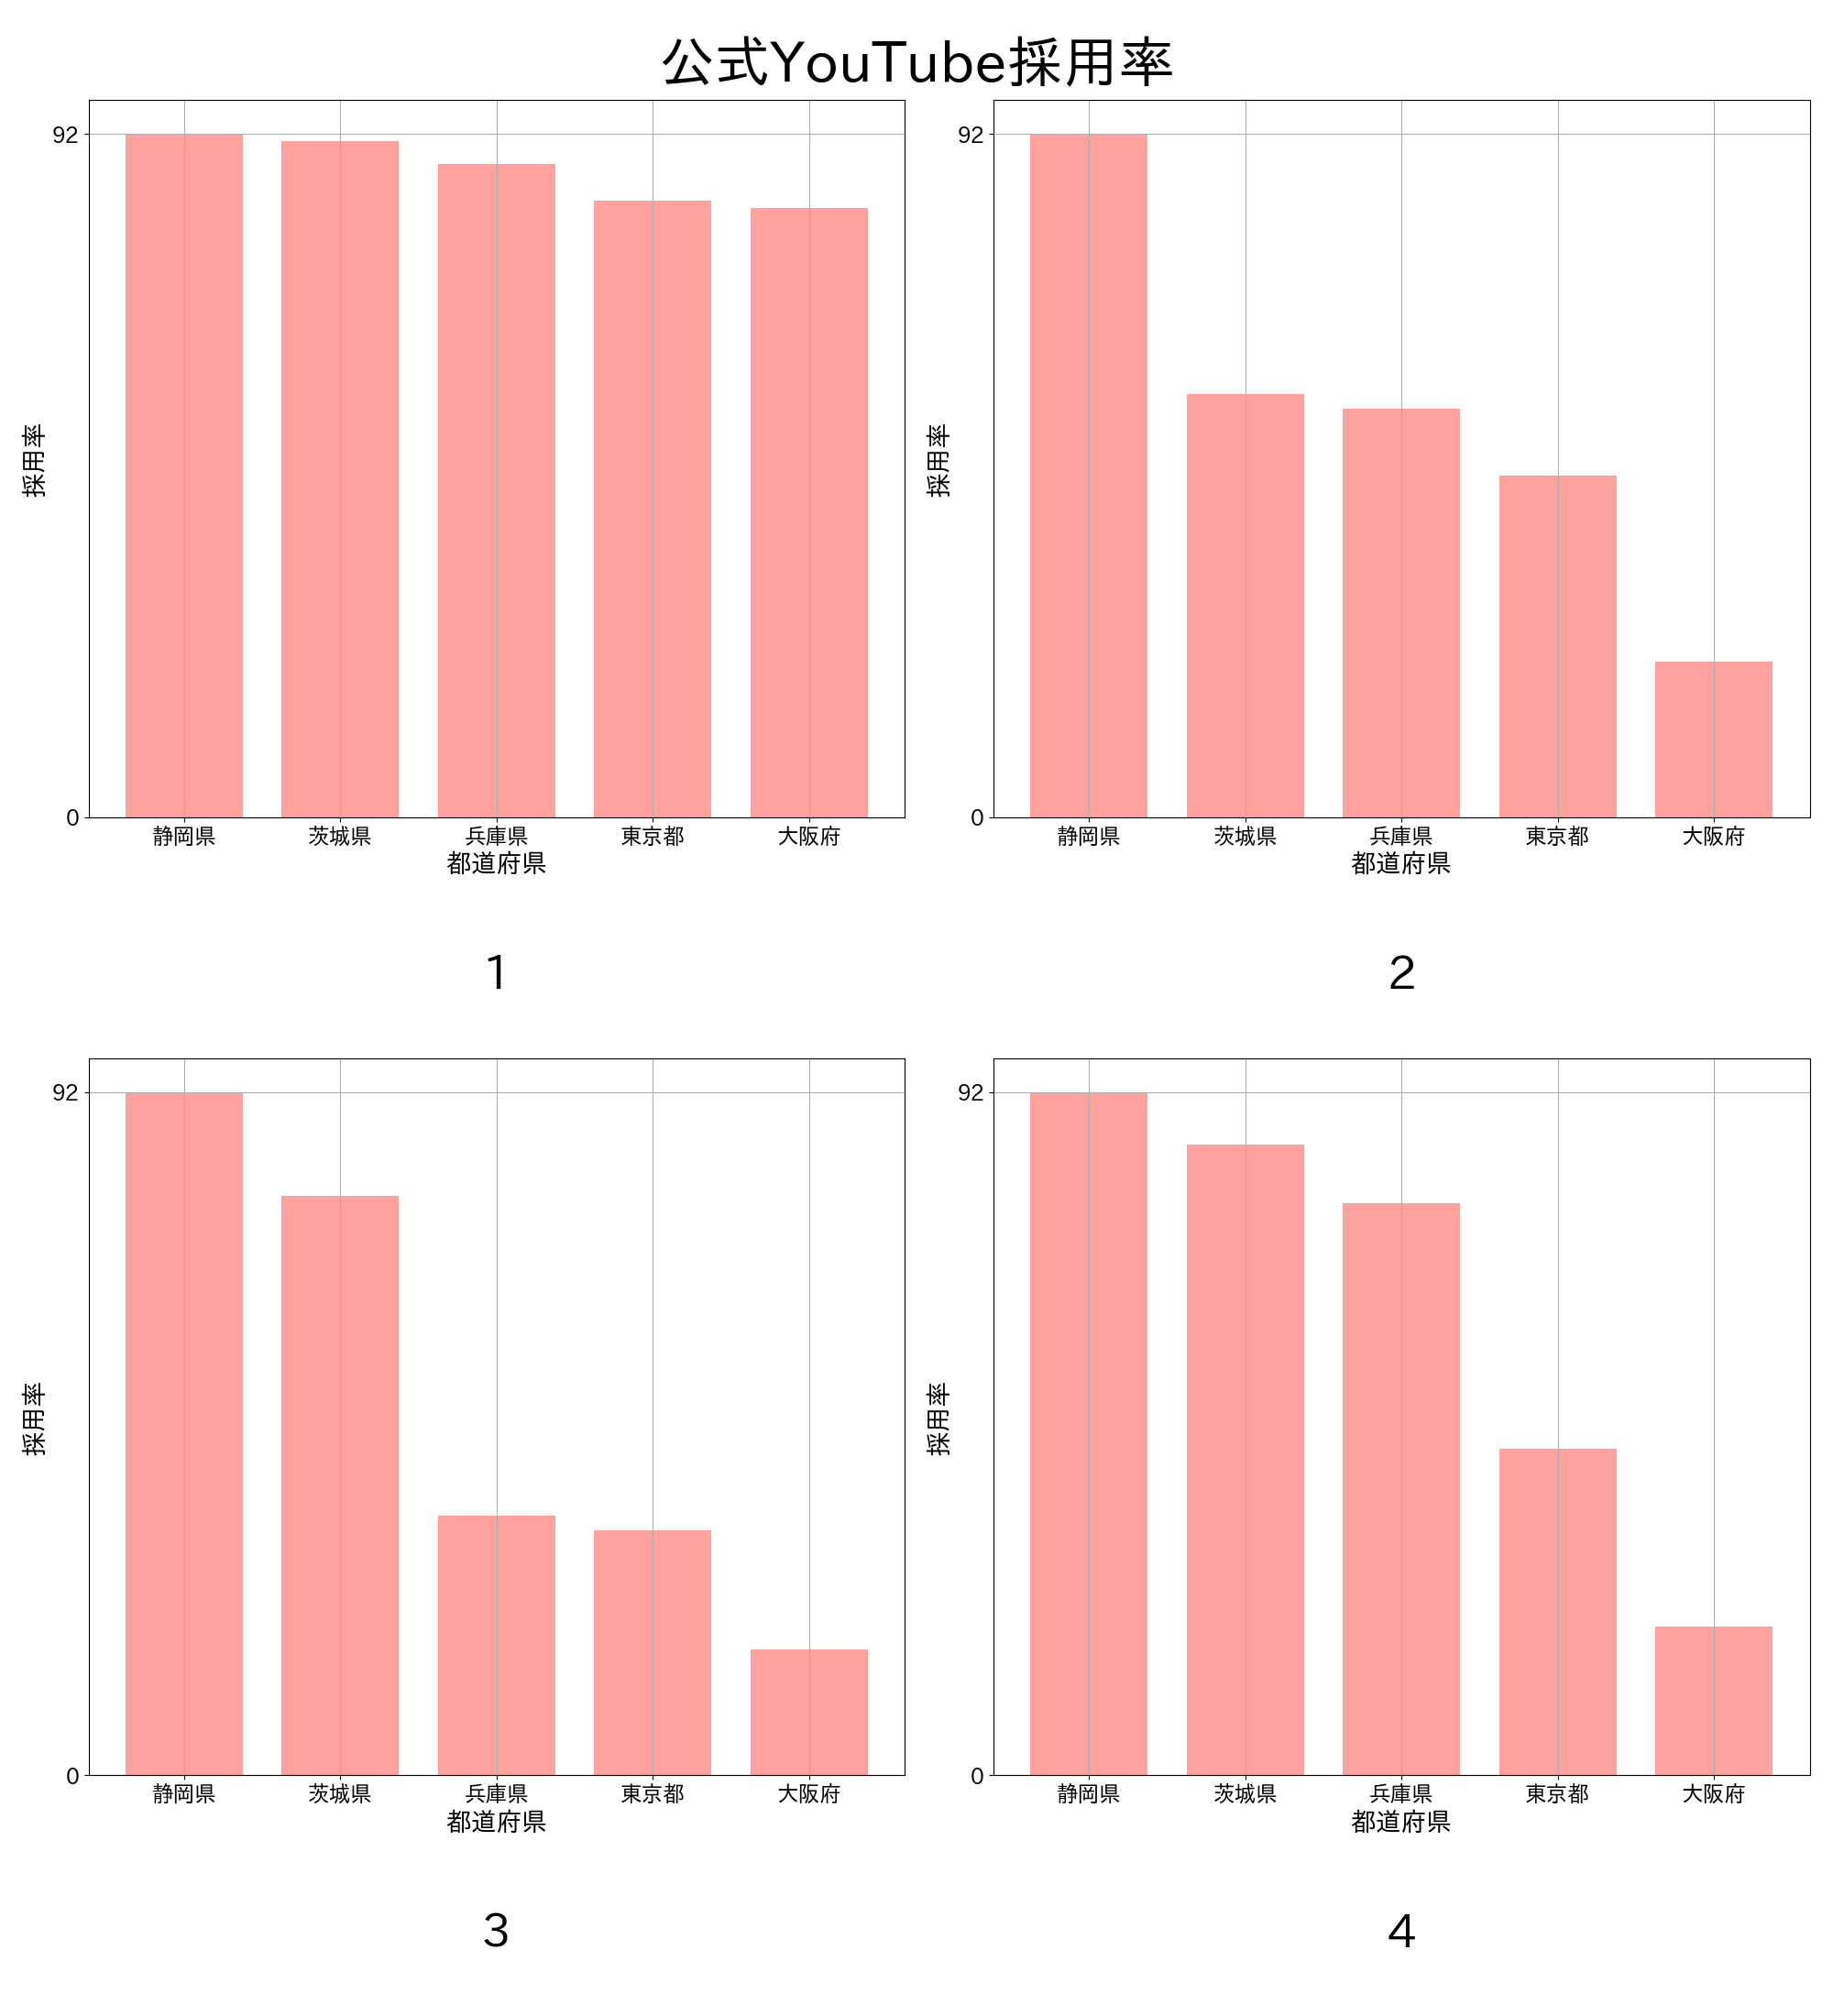 公式YouTube採用率
92
0
採用率
静岡県 茨城県 兵庫県 東京都 大阪府
都道府県
1
92
0
採用率
静岡県 茨城県 兵庫県 東京都 大阪府
都道府県
2
92
0
採用率
静岡県 茨城県 兵庫県 東京都 大阪府
都道府県
3
92
0
採用率
静岡県 茨城県 兵庫県 東京都 大阪府
都道府県
4